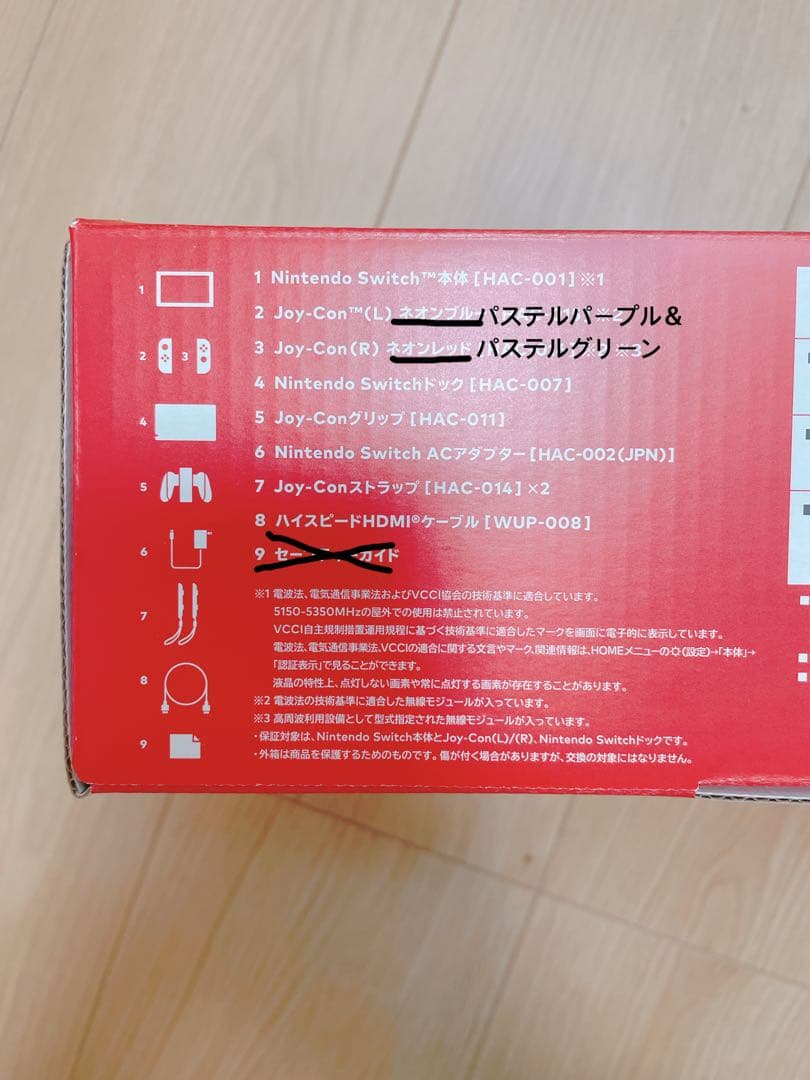 1
1 Nintendo Switch™本体 [HAC-001] ※1
2 Joy-Con™(L) ネオンブルー パステルパープル＆
2 3
3 Joy-Con(R) ネオンレッド パステルグリーン ※3
4
4 Nintendo Switchドック [HAC-007]
5 Joy-Conグリップ [HAC-011]
6 Nintendo Switch ACアダプター [HAC-002(JPN)]
5
7 Joy-Conストラップ [HAC-014] ×2
8 ハイスピードHDMI®ケーブル [WUP-008]
6
9 セーフティーガイド
※1 電波法、電気通信事業法およびVCCI協会の技術基準に適合しています。
5150-5350MHzの屋外での使用は禁止されています。
7
VCCI自主規制措置運用規程に基づく技術基準に適合したマークを画面に電子的に表示しています。
電波法、電気通信事業法、VCCIの適合に関する文言やマーク、関連情報は、HOMEメニューの(設定)→「本体」→
「認証表示」で見ることができます。
8
液晶の特性上、点灯しない画素や常に点灯する画素が存在することがあります。
※2 電波法の技術基準に適合した無線モジュールが入っています。
※3 高周波利用設備として型式指定された無線モジュールが入っています。
9
・保証対象は、Nintendo Switch本体とJoy-Con(L)/(R)、Nintendo Switchドックです。
・外箱は商品を保護するためのものです。傷が付く場合がありますが、交換の対象にはなりません。